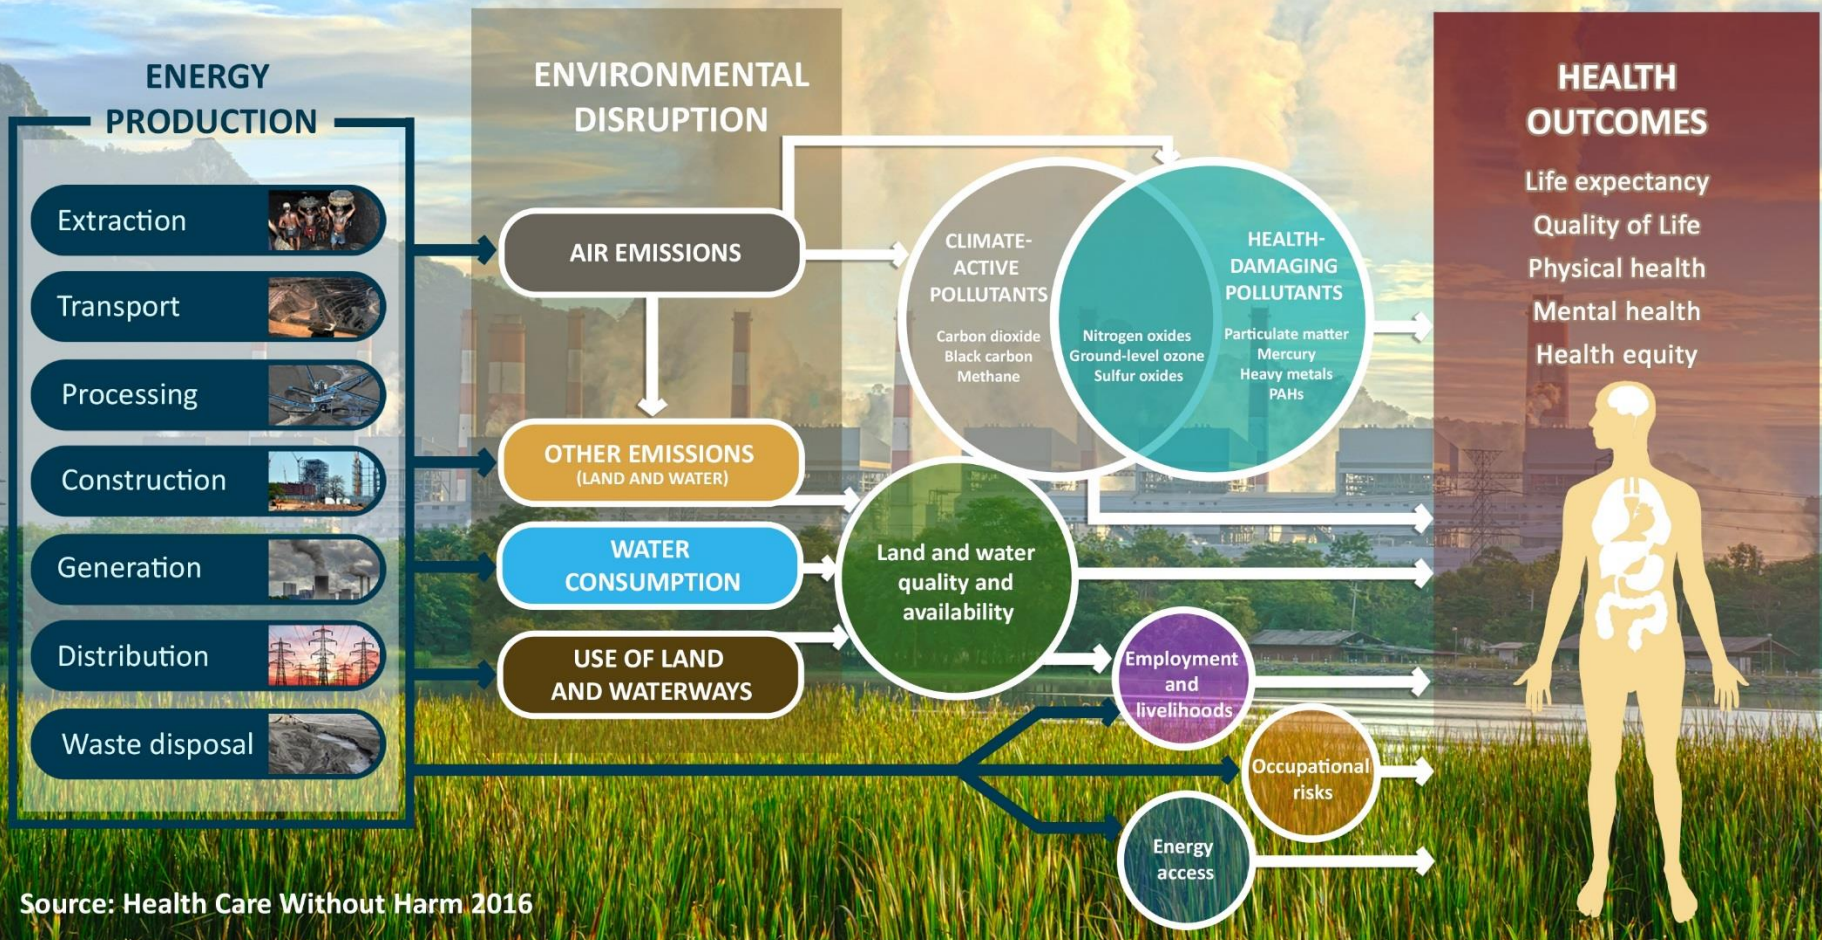 ENERGY
PRODUCTION
Extraction
Transport
Processing
Construction
Generation
Distribution
Waste disposal
ENVIRONMENTAL
DISRUPTION
AIR EMISSIONS
OTHER EMISSIONS
(LAND AND WATER)
WATER
CONSUMPTION
USE OF LAND
AND WATERWAYS
CLIMATE-
ACTIVE
POLLUTANTS
Carbon dioxide
Black carbon
Methane
Nitrogen oxides
Ground-level ozone
Sulfur oxides
HEALTH-
DAMAGING
POLLUTANTS
Particulate matter
Mercury
Heavy metals
PAHs
Land and water
quality and
availability
Employment
and
livelihoods
Occupational
risks
Energy
access
HEALTH
OUTCOMES
Life expectancy
Quality of Life
Physical health
Mental health
Health equity
Source: Health Care Without Harm 2016